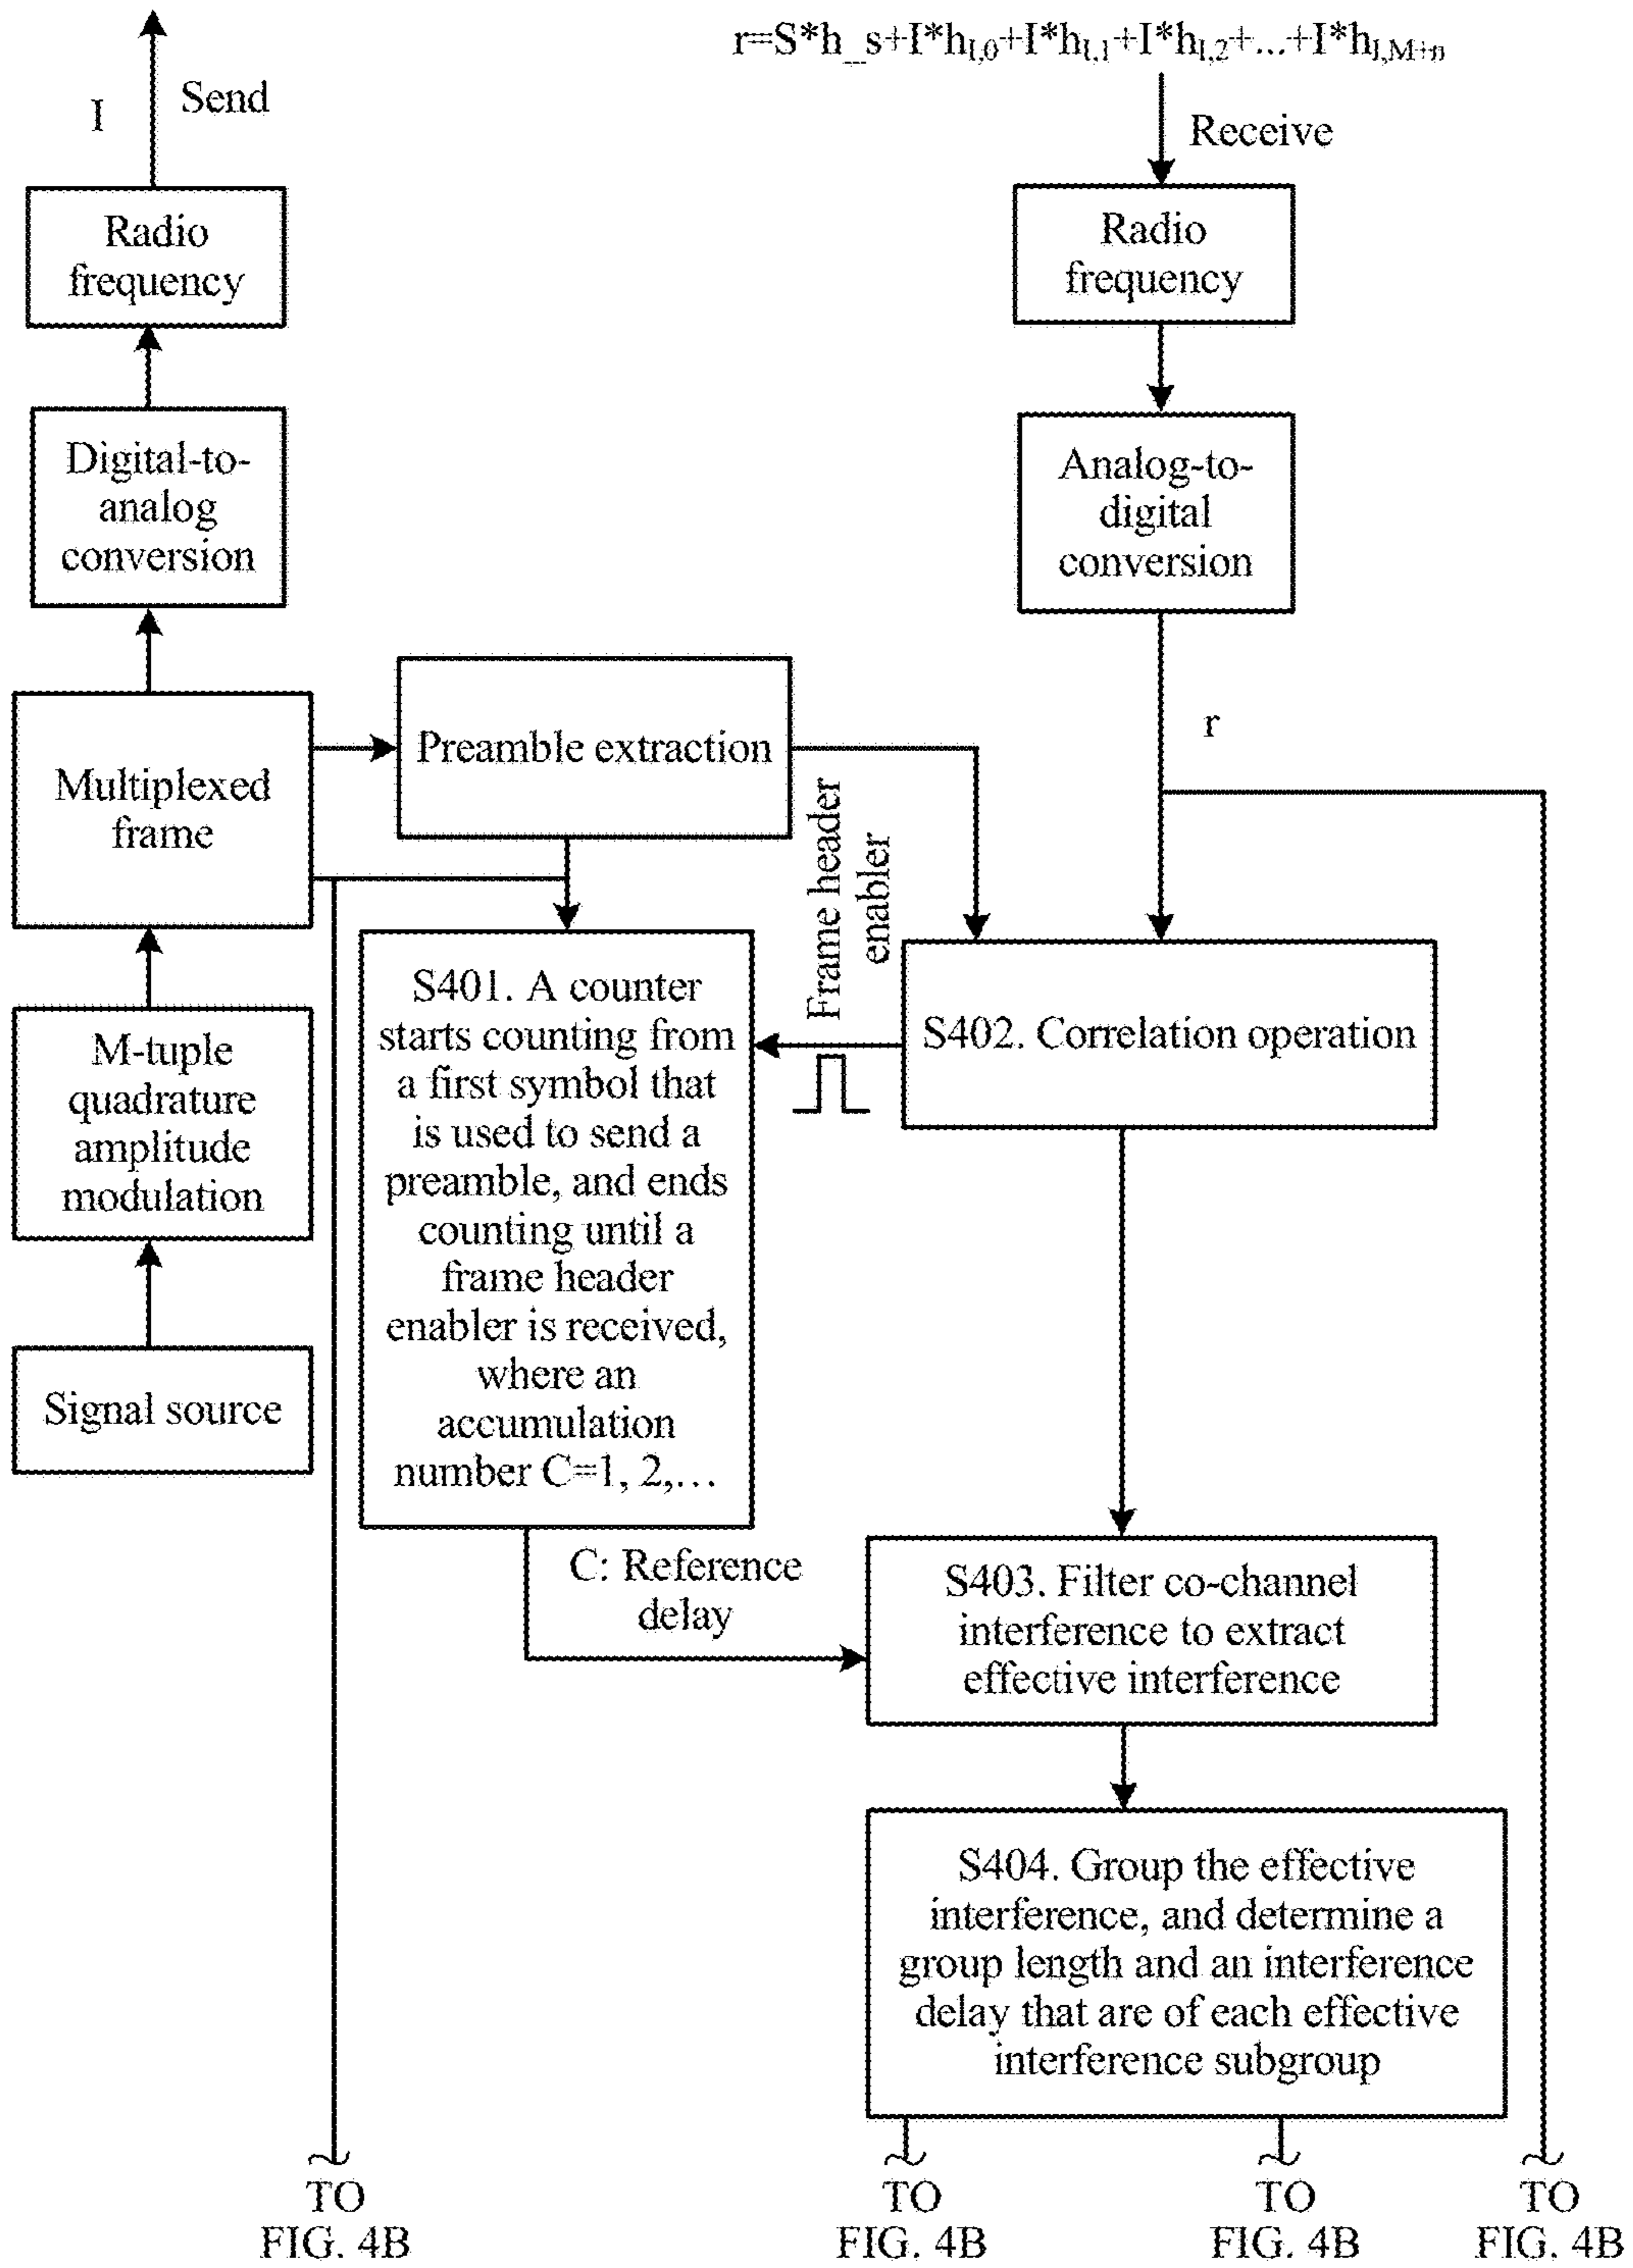 I
Send
r=S*h_s+I*h_{I,0}+I*h_{I,1}+I*h_{I,2}+...+I*h_{I,M+n}
Receive
Radio
frequency
Radio
frequency
Digital-to-
analog
conversion
Analog-to-
digital
conversion
r
Multiplexed
frame
Preamble extraction
Frame header
enabler
M-tuple
quadrature
amplitude
modulation
Signal source
S401. A counter
starts counting from
a first symbol that
is used to send a
preamble, and ends
counting until a
frame header
enabler is received,
where an
accumulation
number C=1, 2,...
S402. Correlation operation
C: Reference
delay
S403. Filter co-channel
interference to extract
effective interference
S404. Group the effective
interference, and determine a
group length and an interference
delay that are of each effective
interference subgroup
TO
FIG. 4B
TO
FIG. 4B
TO
FIG. 4B
TO
FIG. 4B